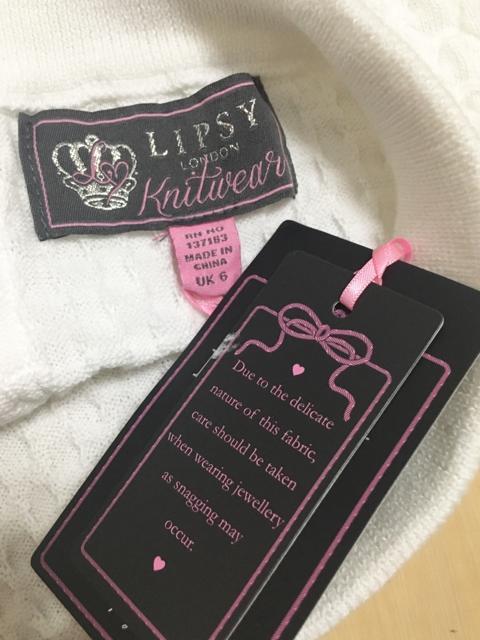 LIPSY
LONDON
Knitwear
RN NO
137183
MADE IN
CHINA
UK 6
Due to the delicate
nature of this fabric,
care should be taken
when wearing jewellery
as snagging may
occur.